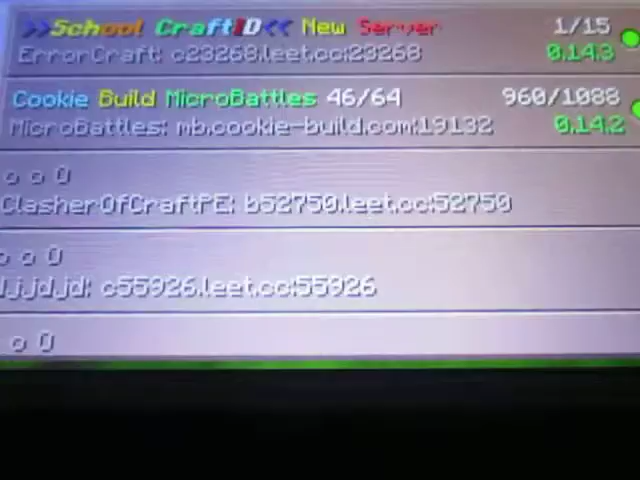 >>School CraftID<< New Server 1/15
ErrorCraft: c23268.leet.cc:23268 0.14.3
Cookie Build MicroBattles 46/64 960/1088
MicroBattles: mb.cookie-build.com:19132 0.14.2
o o 0
ClasherOfCraftPE: b52750.leet.cc:52750
o o 0
c55926.leet.cc:55926
o 0